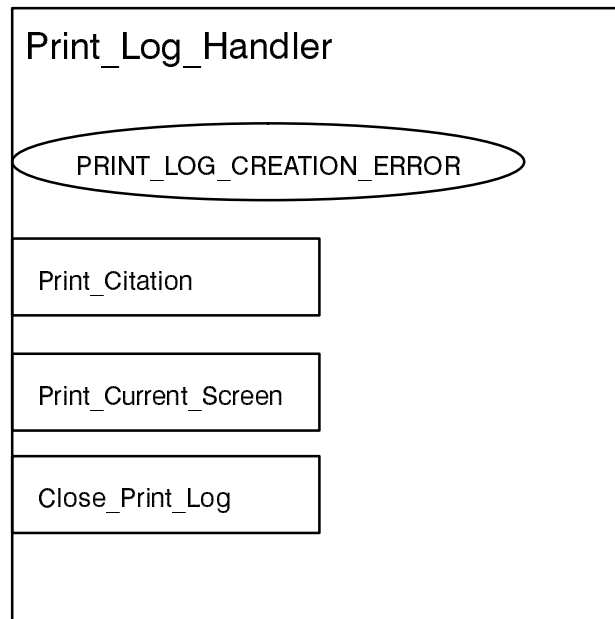 Print_Log_Handler
PRINT_LOG_CREATION_ERROR
Print_Citation
Print_Current_Screen
Close_Print_Log